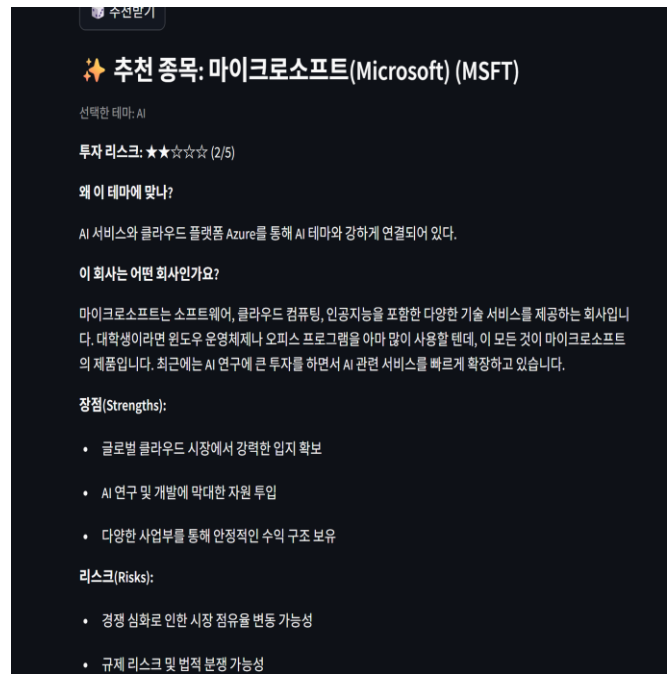 추천받기
✨ 추천 종목: 마이크로소프트(Microsoft) (MSFT)
선택한 테마: AI
투자 리스크: ★★☆☆☆ (2/5)
왜 이 테마에 맞나?
AI 서비스와 클라우드 플랫폼 Azure를 통해 AI 테마와 강하게 연결되어 있다.
이 회사는 어떤 회사인가요?
마이크로소프트는 소프트웨어, 클라우드 컴퓨팅, 인공지능을 포함한 다양한 기술 서비스를 제공하는 회사입니
다. 대학생이라면 윈도우 운영체제나 오피스 프로그램을 아마 많이 사용할 텐데, 이 모든 것이 마이크로소프트
의 제품입니다. 최근에는 AI 연구에 큰 투자를 하면서 AI 관련 서비스를 빠르게 확장하고 있습니다.
장점(Strengths):
• 글로벌 클라우드 시장에서 강력한 입지 확보
• AI 연구 및 개발에 막대한 자원 투입
• 다양한 사업부를 통해 안정적인 수익 구조 보유
리스크(Risks):
• 경쟁 심화로 인한 시장 점유율 변동 가능성
• 규제 리스크 및 법적 분쟁 가능성